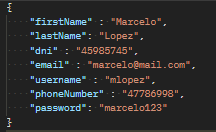 {
"firstName" : "Marcelo",
"lastName": "Lopez",
"dni" : "45985745",
"email" : "marcelo@mail.com",
"username" : "mlopez",
"phoneNumber" : "47786998",
"password": "marcelo123"
}